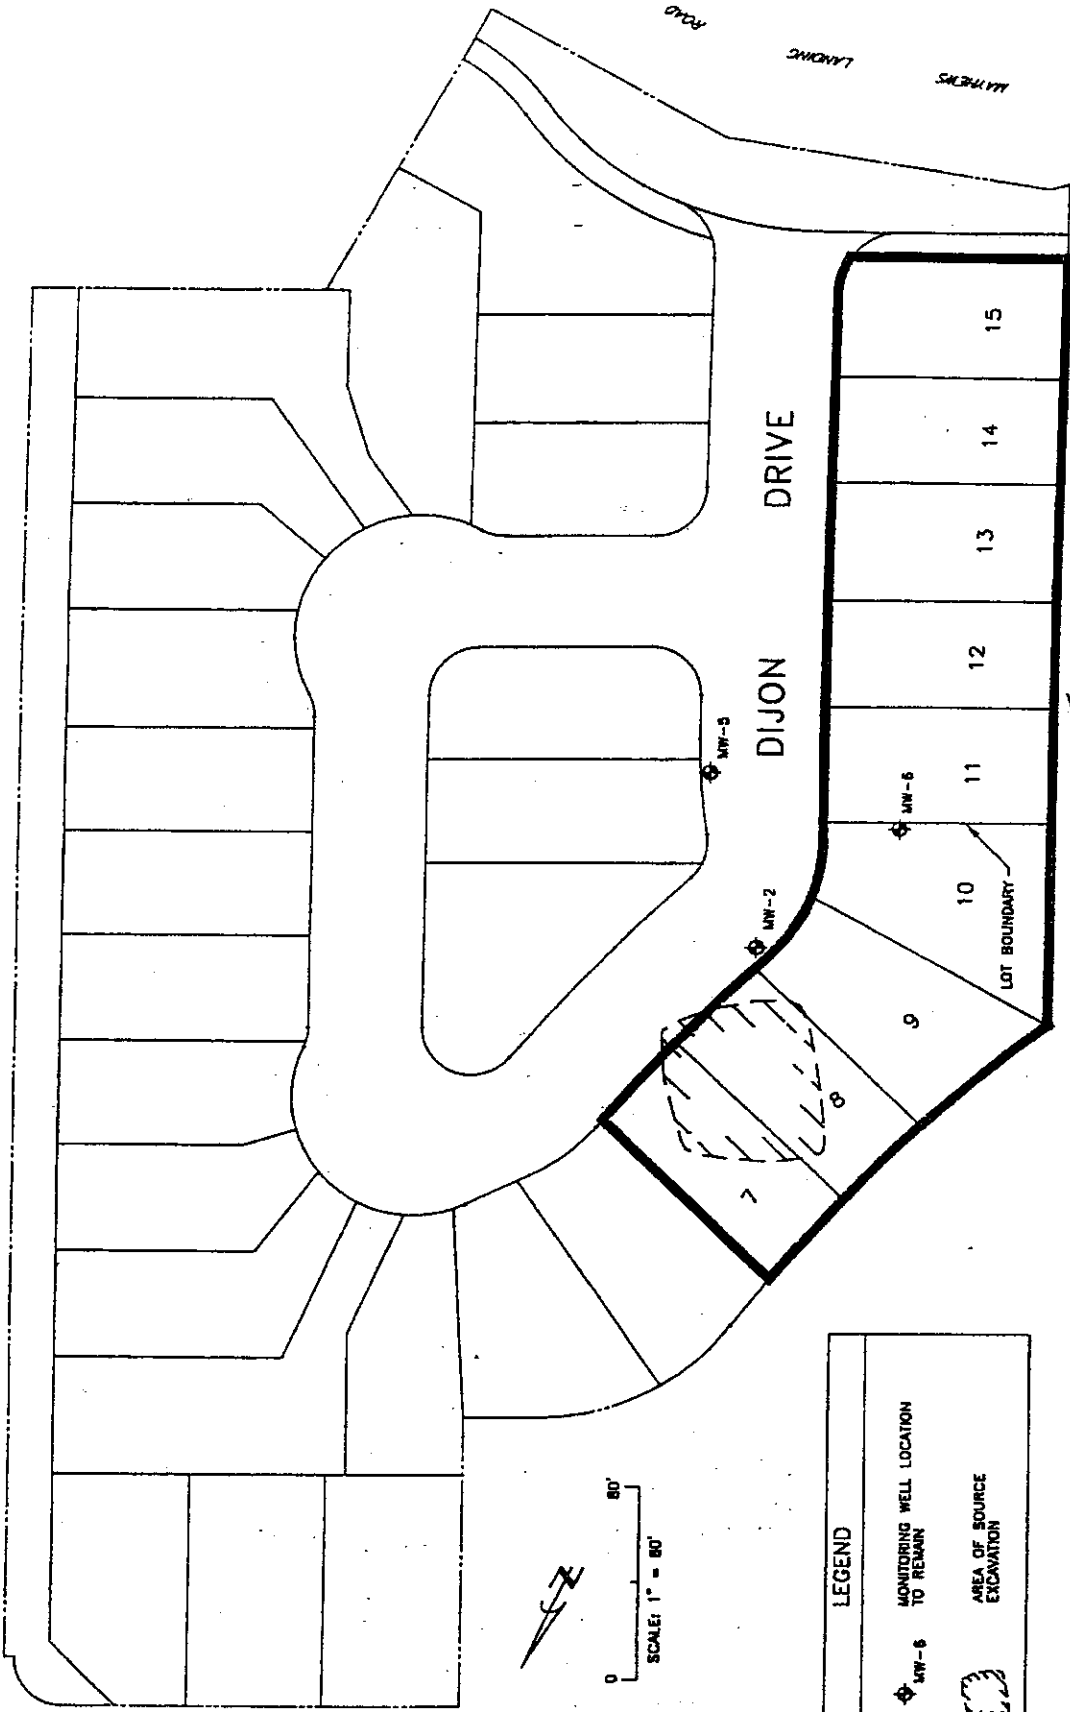 MATHEWS LANDING ROAD
DIJON DRIVE
15
14
13
12
11
10
9
8
7
MW-5
MW-6
MW-2
LOT BOUNDARY
0 80'
SCALE: 1" = 80'
LEGEND
MW-6 MONITORING WELL LOCATION
TO REMAIN
AREA OF SOURCE
EXCAVATION